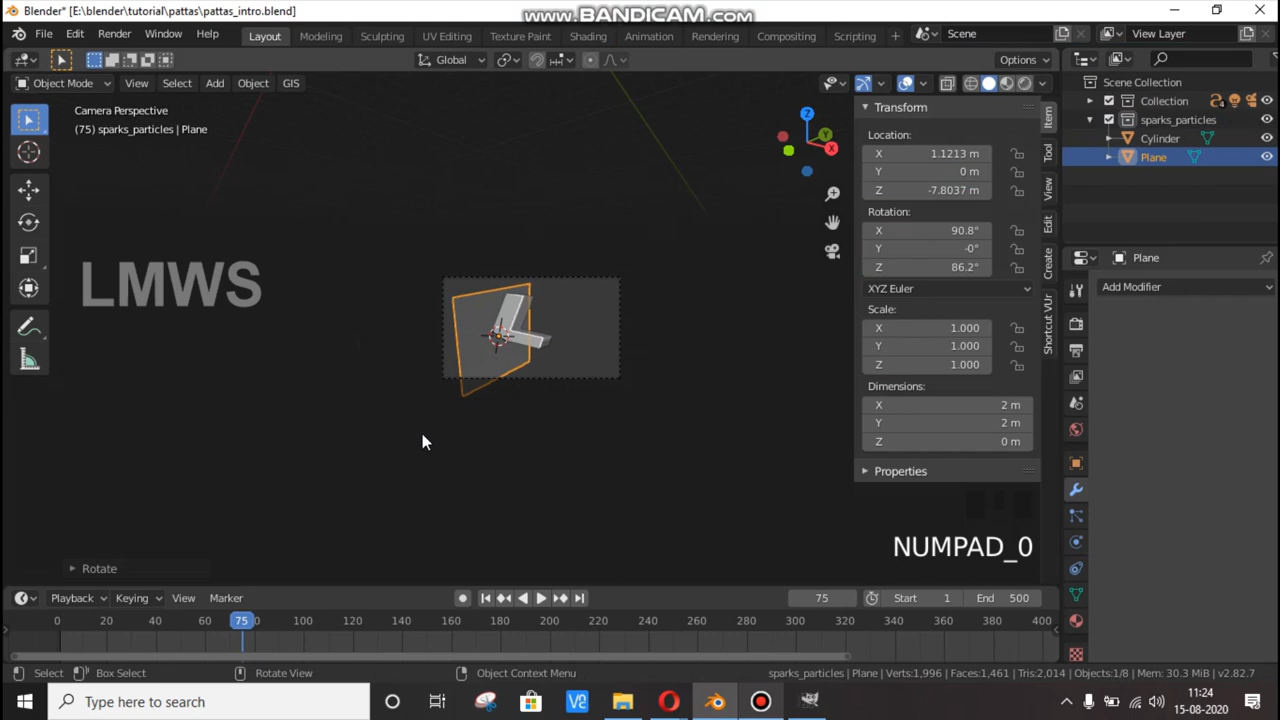 Blender* [E:\blender\tutorial\pattas\pattas_intro.blend]
www.BANDICAM.com
File Edit Render Window Help
Layout Modeling Sculpting UV Editing Texture Paint Shading Animation Rendering Compositing Scripting +
Scene
View Layer
Global
Options
Object Mode
View Select Add Object GIS
Camera Perspective
(75) sparks_particles | Plane
LMWS
Z
Y
X
Transform
Location:
X 1.1213 m
Y 0 m
Z -7.8037 m
Rotation:
X 90.8°
Y -0°
Z 86.2°
XYZ Euler
Scale:
X 1.000
Y 1.000
Z 1.000
Dimensions:
X 2 m
Y 2 m
Z 0 m
Properties
Item
Tool
View
Edit
Create
Shortcut VUr
Scene Collection
Collection 4
sparks_particles
Cylinder
Plane
Plane
Add Modifier
NUMPAD_0
Rotate
Playback Keying View Marker
75
Start 1
End 500
0 20 40 60 75 80 100 120 140 160 180 200 220 240 260 280 300 320 340 360 380 400
Select
Box Select
Rotate View
Object Context Menu
sparks_particles | Plane | Verts:1,996 | Faces:1,461 | Tris:2,014 | Objects:1/8 | Mem: 30.3 MiB | v2.82.7
Type here to search
11:24
15-08-2020